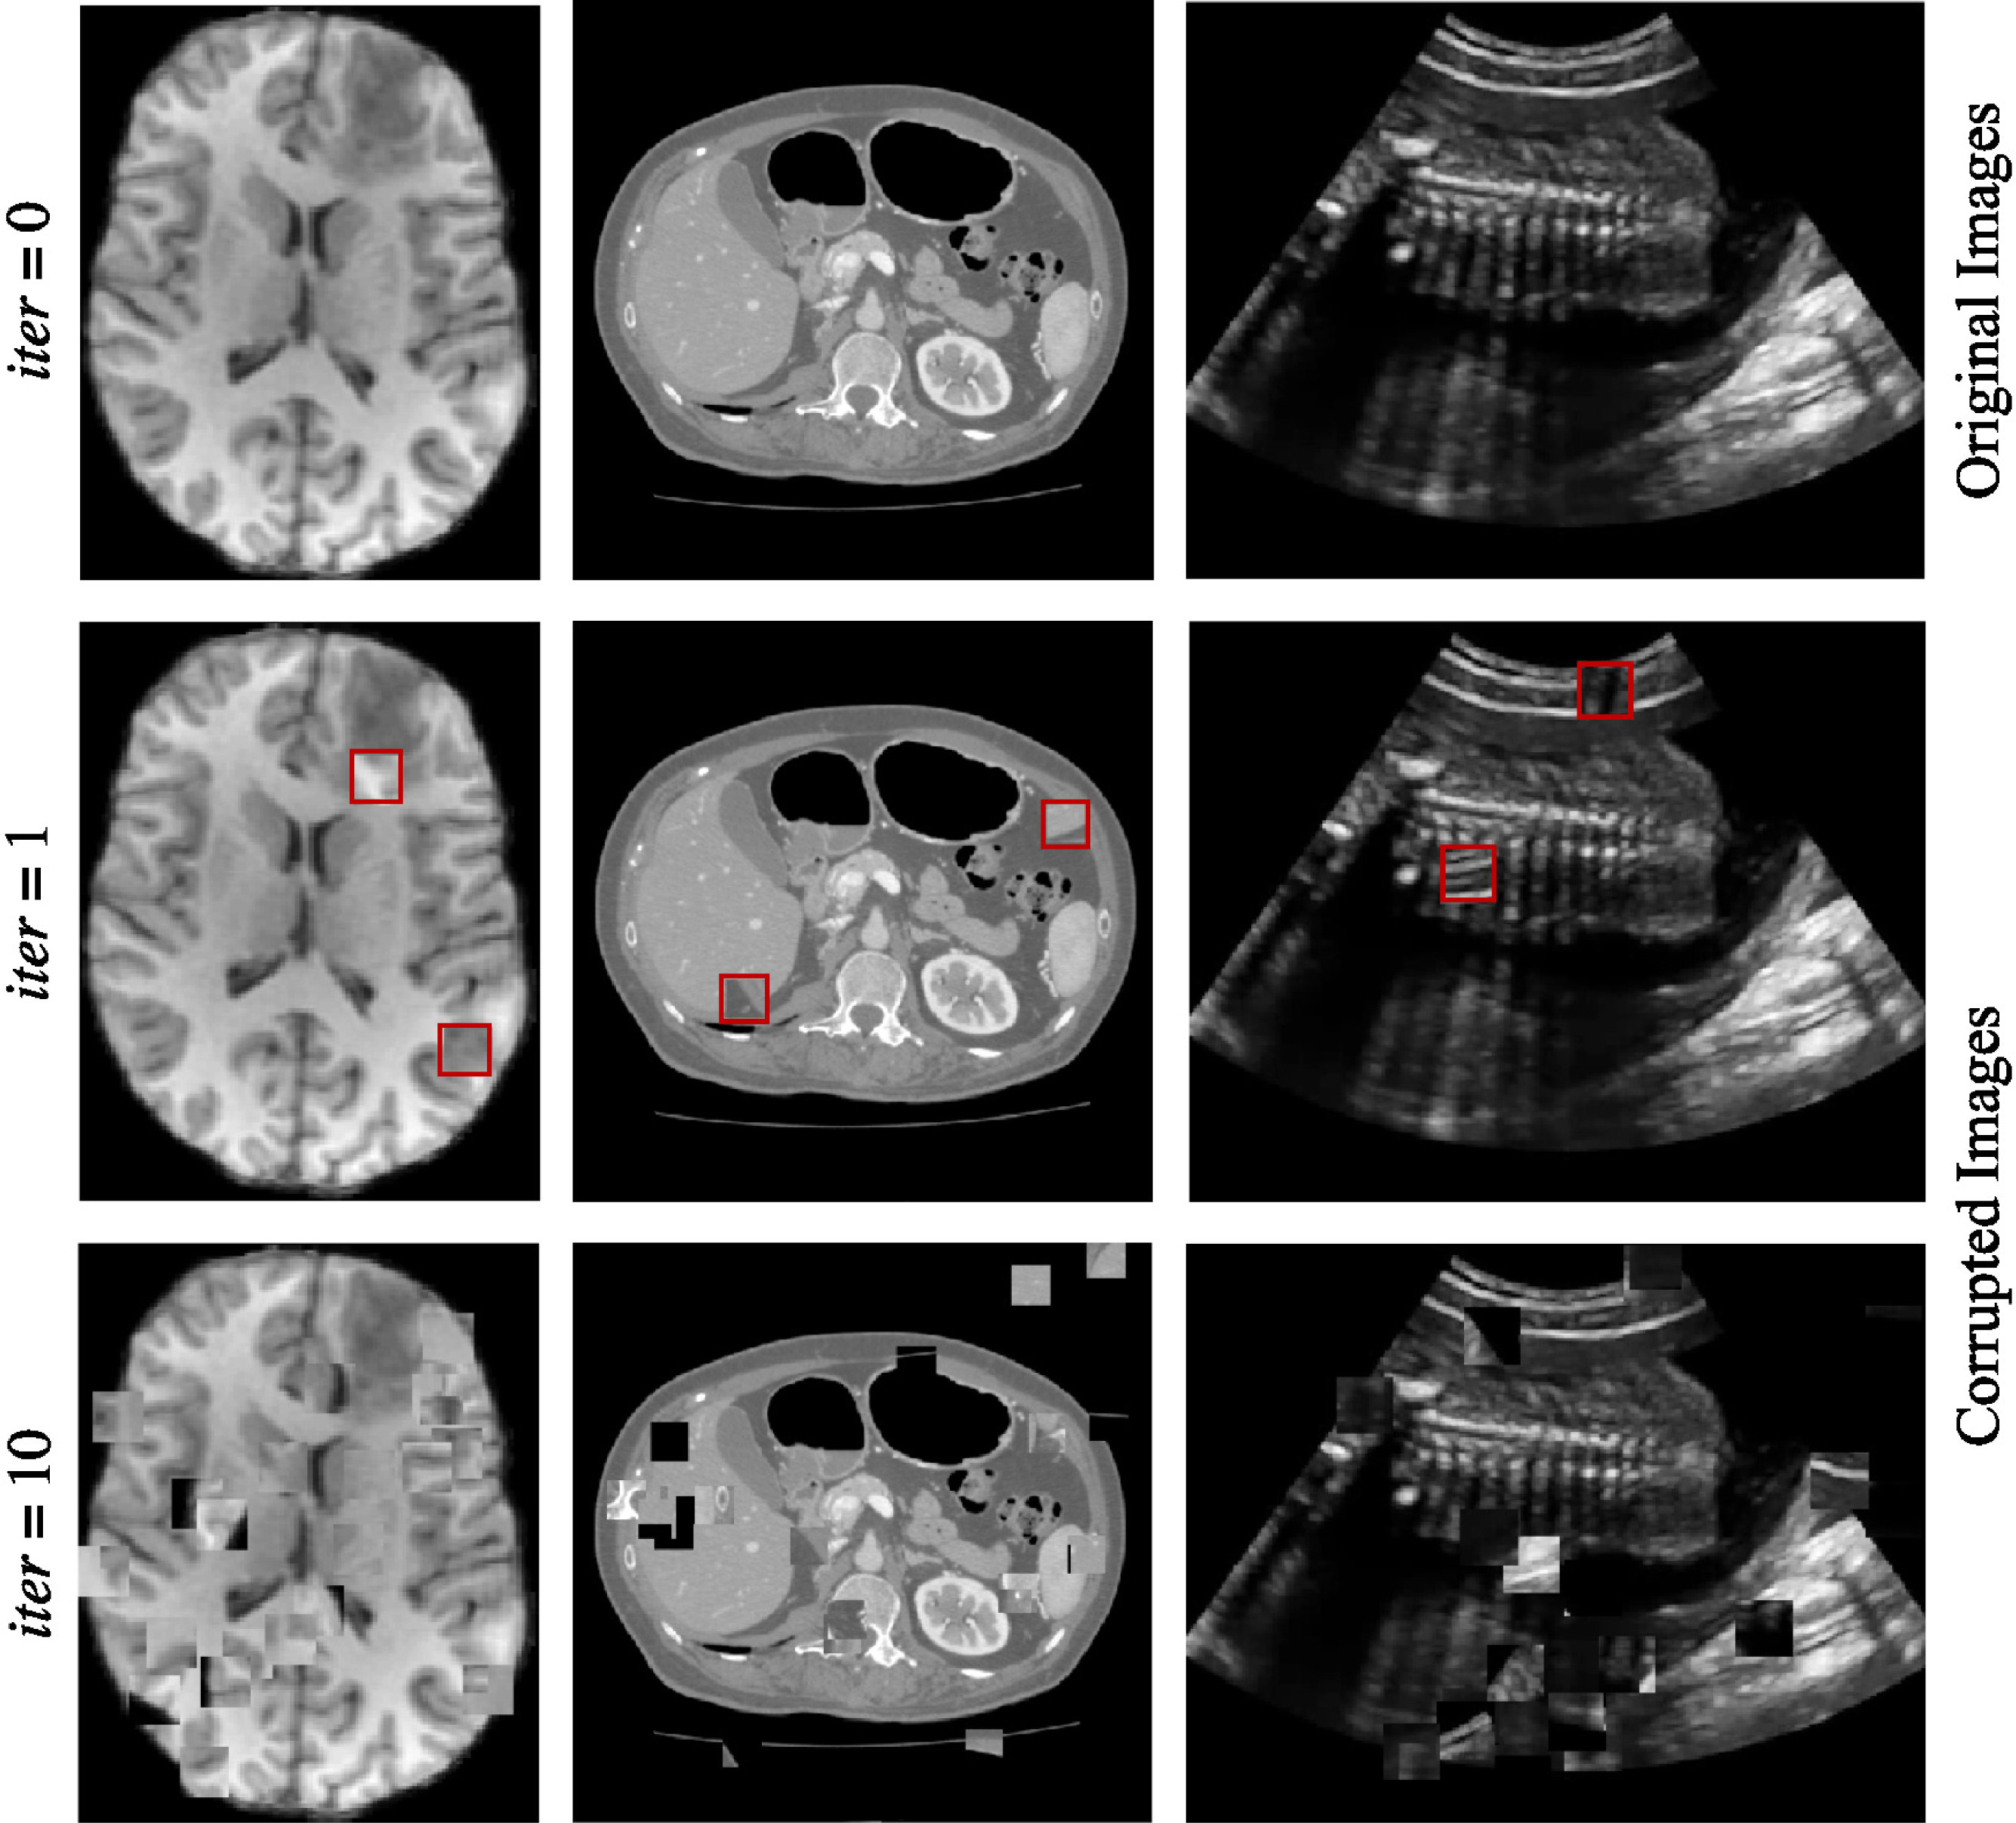 iter = 0
Original Images
iter = 1
iter = 10
Corrupted Images